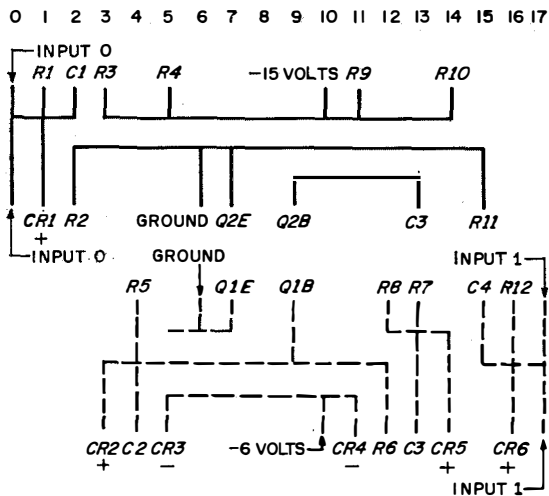 0 1 2 3 4 5 6 7 8 9 10 11 12 13 14 15 16 17
INPUT 0
R1 C1 R3 R4 -15 VOLTS R9 R10
CR1 R2 GROUND Q2E Q2B C3 R11
+
INPUT 0 GROUND INPUT 1
R5 Q1E Q1B R8 R7 C4 R12
CR2 C2 CR3 -6 VOLTS CR4 R6 C3 CR5 CR6
+ - - + +
INPUT 1